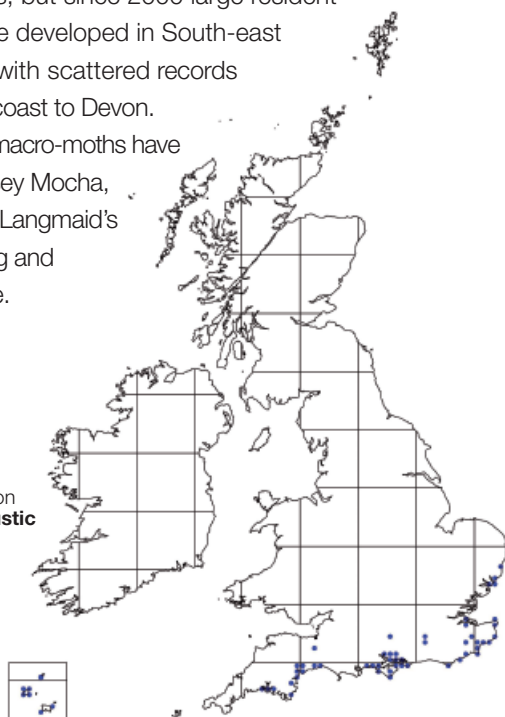 , but since 2000 large resident
e developed in South-east
with scattered records
coast to Devon.
macro-moths have
ey Mocha,
Langmaid's
g and
e.
on
stic